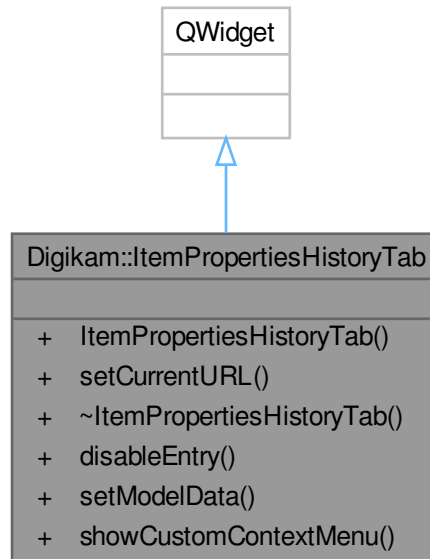 QWidget
Digikam::ItemPropertiesHistoryTab
+ ItemPropertiesHistoryTab()
+ setCurrentURL()
+ ~ItemPropertiesHistoryTab()
+ disableEntry()
+ setModelData()
+ showCustomContextMenu()